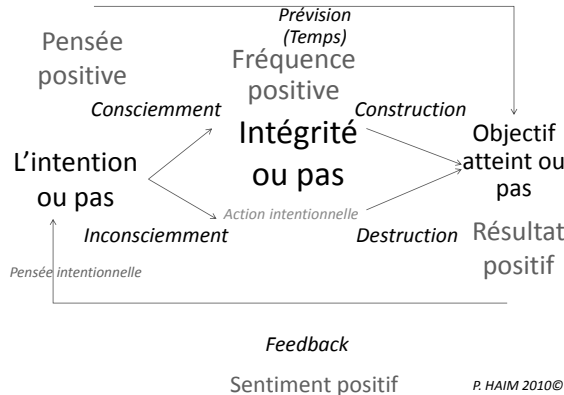 Prévision
(Temps)
Pensée
positive
Fréquence
positive
Consciemment
Construction
Intégrité
ou pas
L'intention
ou pas
Objectif
atteint ou
pas
Action intentionnelle
Inconsciemment
Destruction
Résultat
positif
Pensée intentionnelle
Feedback
Sentiment positif
P. HAIM 2010©